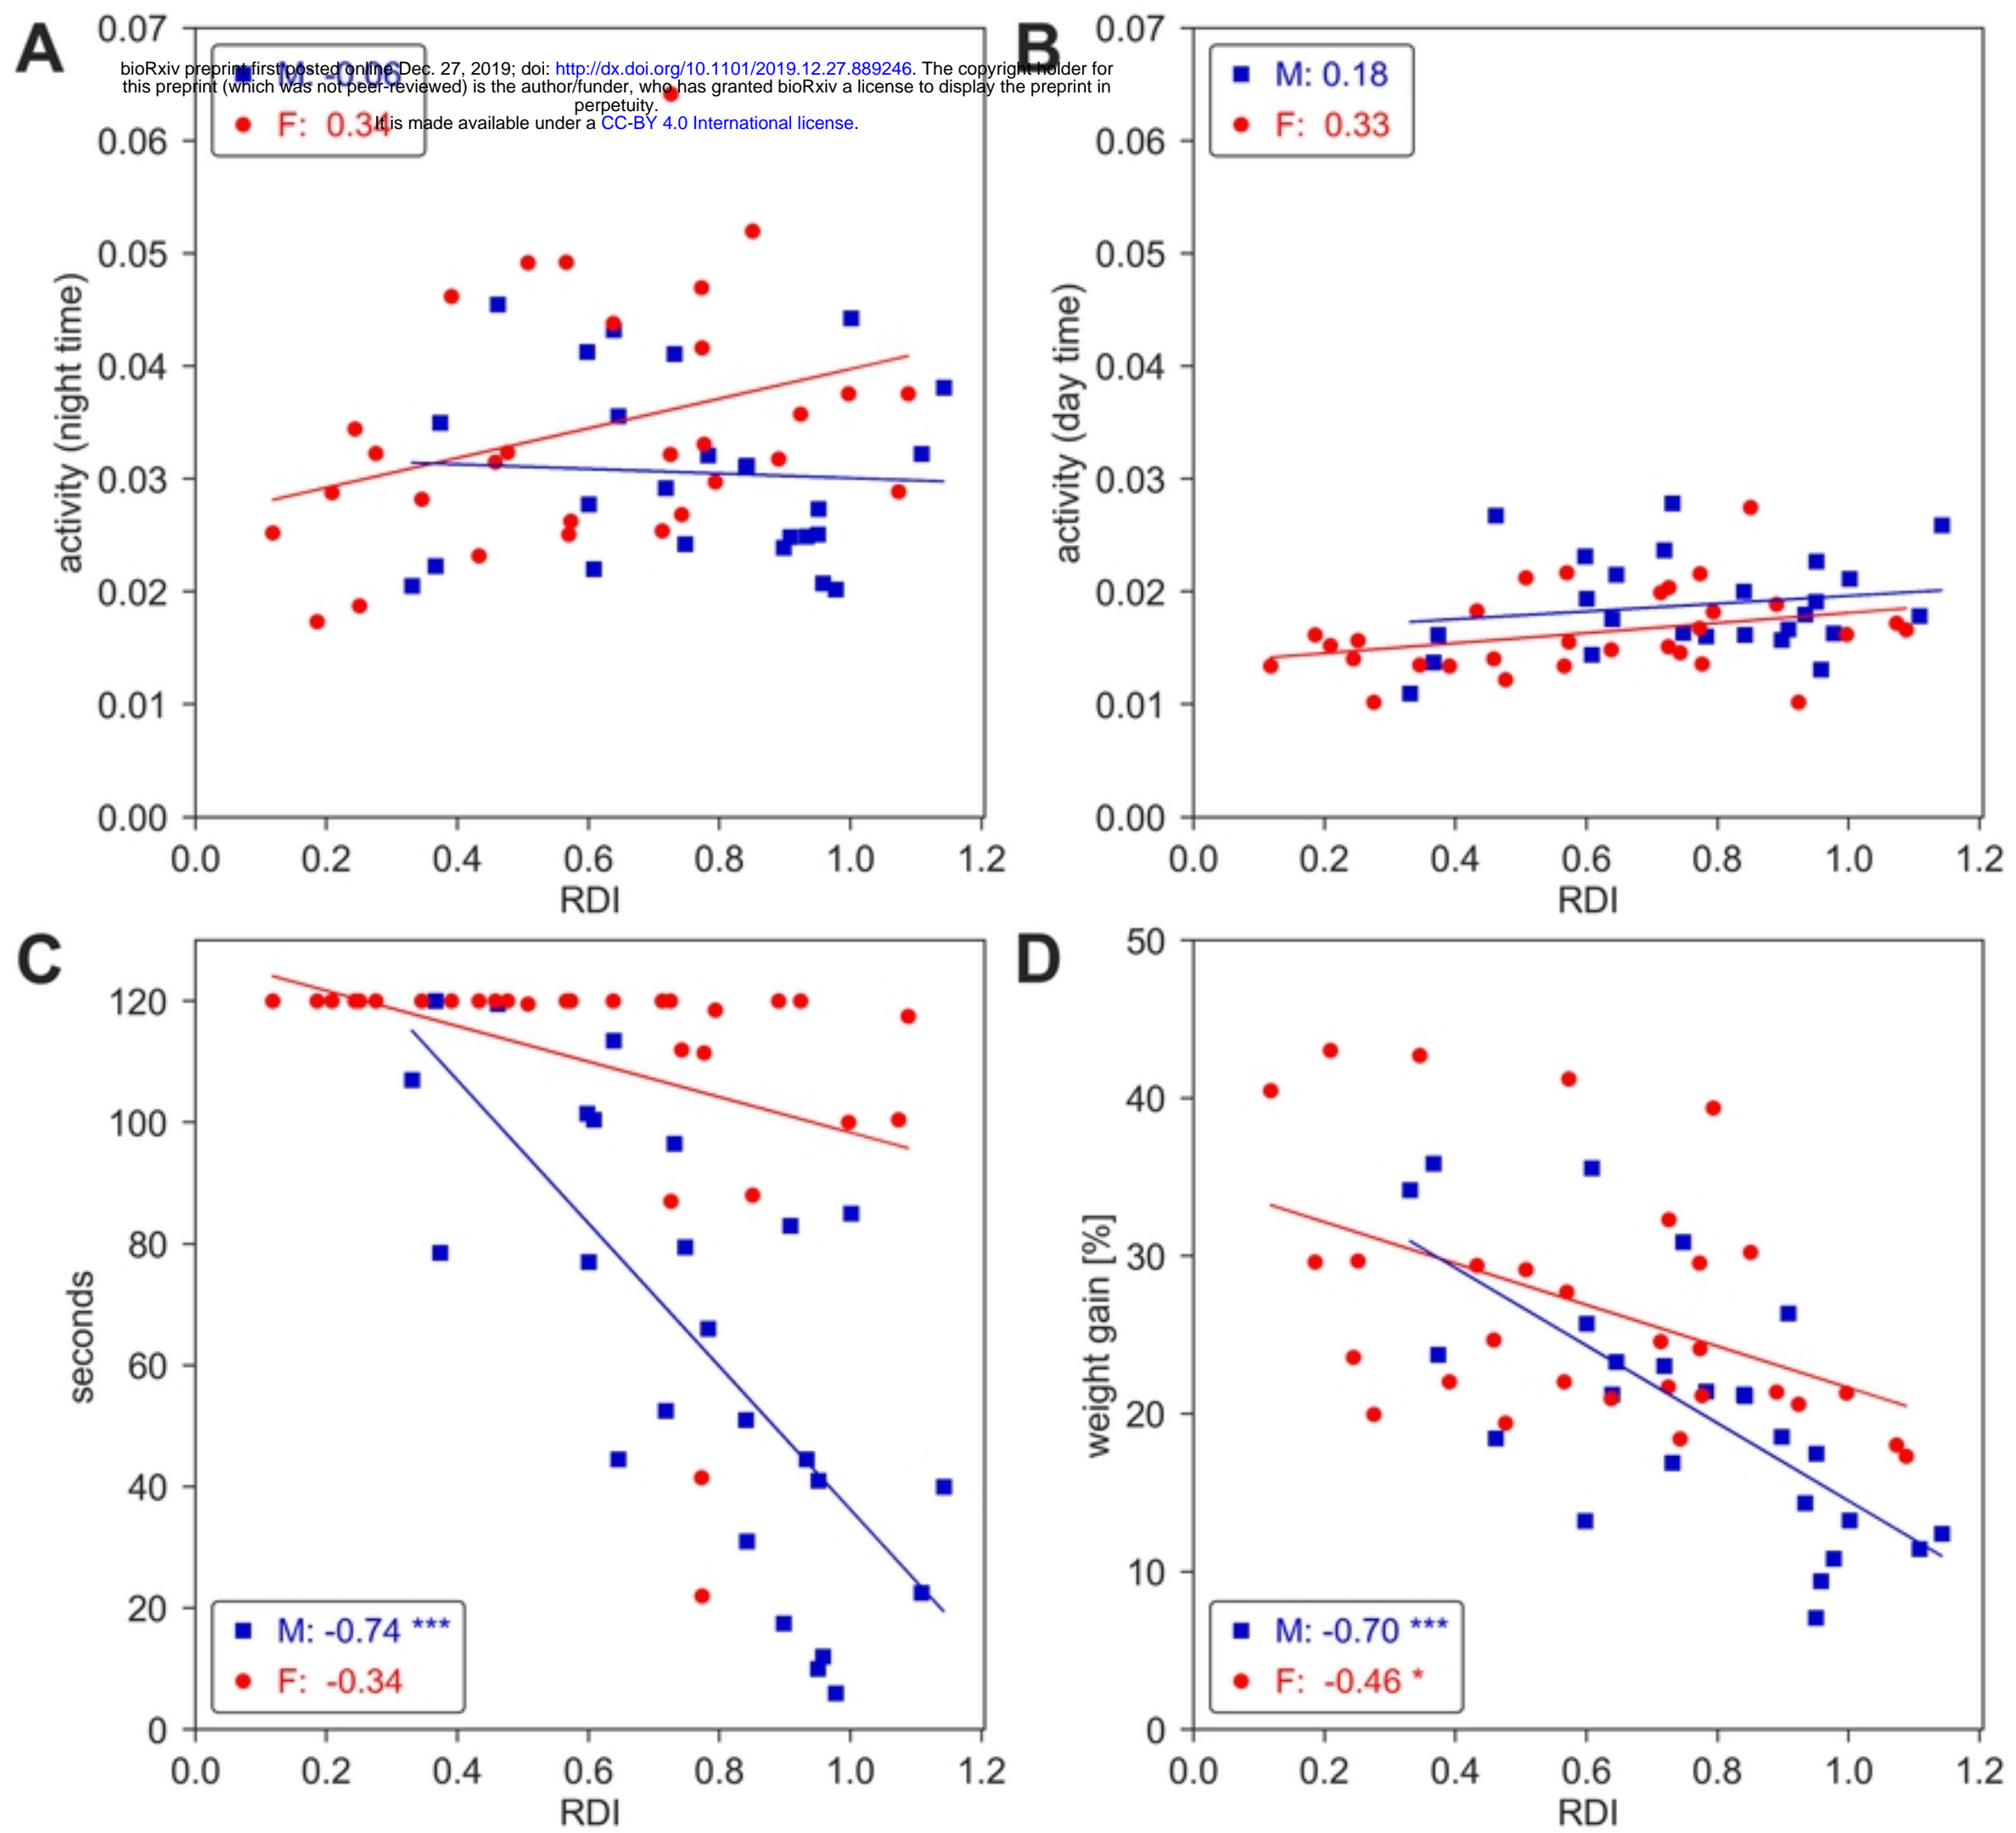 A
B
bioRxiv preprint first posted online Dec. 27, 2019; doi: http://dx.doi.org/10.1101/2019.12.27.889246. The copyright holder for
this preprint (which was not peer-reviewed) is the author/funder, who has granted bioRxiv a license to display the preprint in
perpetuity.
It is made available under a CC-BY 4.0 International license.
M: -0.06
F: 0.34
0.07
0.06
0.05
0.04
0.03
0.02
0.01
0.00
activity (night time)
0.0 0.2 0.4 0.6 0.8 1.0 1.2
RDI
M: 0.18
F: 0.33
0.07
0.06
0.05
0.04
0.03
0.02
0.01
0.00
activity (day time)
0.0 0.2 0.4 0.6 0.8 1.0 1.2
RDI
C
120
100
80
60
40
20
0
seconds
M: -0.74 ***
F: -0.34
0.0 0.2 0.4 0.6 0.8 1.0 1.2
RDI
D
50
40
30
20
10
0
weight gain [%]
M: -0.70 ***
F: -0.46 *
0.0 0.2 0.4 0.6 0.8 1.0 1.2
RDI